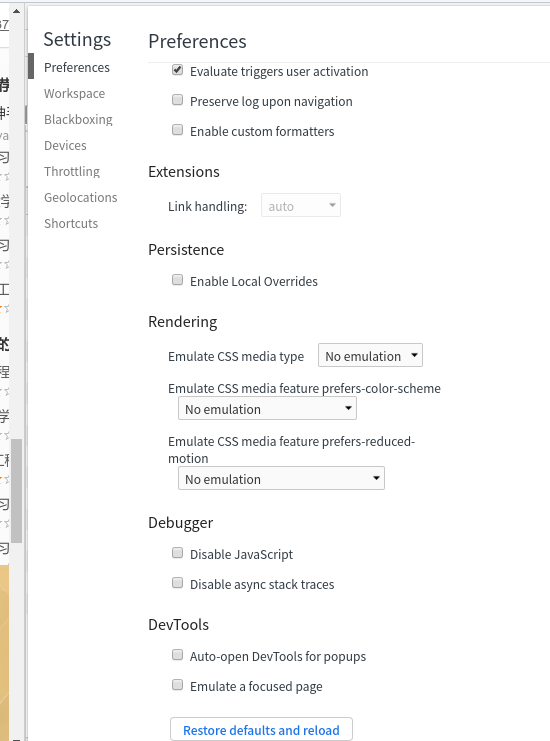 Settings
Preferences
Workspace
Blackboxing
Devices
Throttling
Geolocations
Shortcuts
Preferences
Evaluate triggers user activation
Preserve log upon navigation
Enable custom formatters
Extensions
Link handling: auto
Persistence
Enable Local Overrides
Rendering
Emulate CSS media type No emulation
Emulate CSS media feature prefers-color-scheme
No emulation
Emulate CSS media feature prefers-reduced-
motion
No emulation
Debugger
Disable JavaScript
Disable async stack traces
DevTools
Auto-open DevTools for popups
Emulate a focused page
Restore defaults and reload